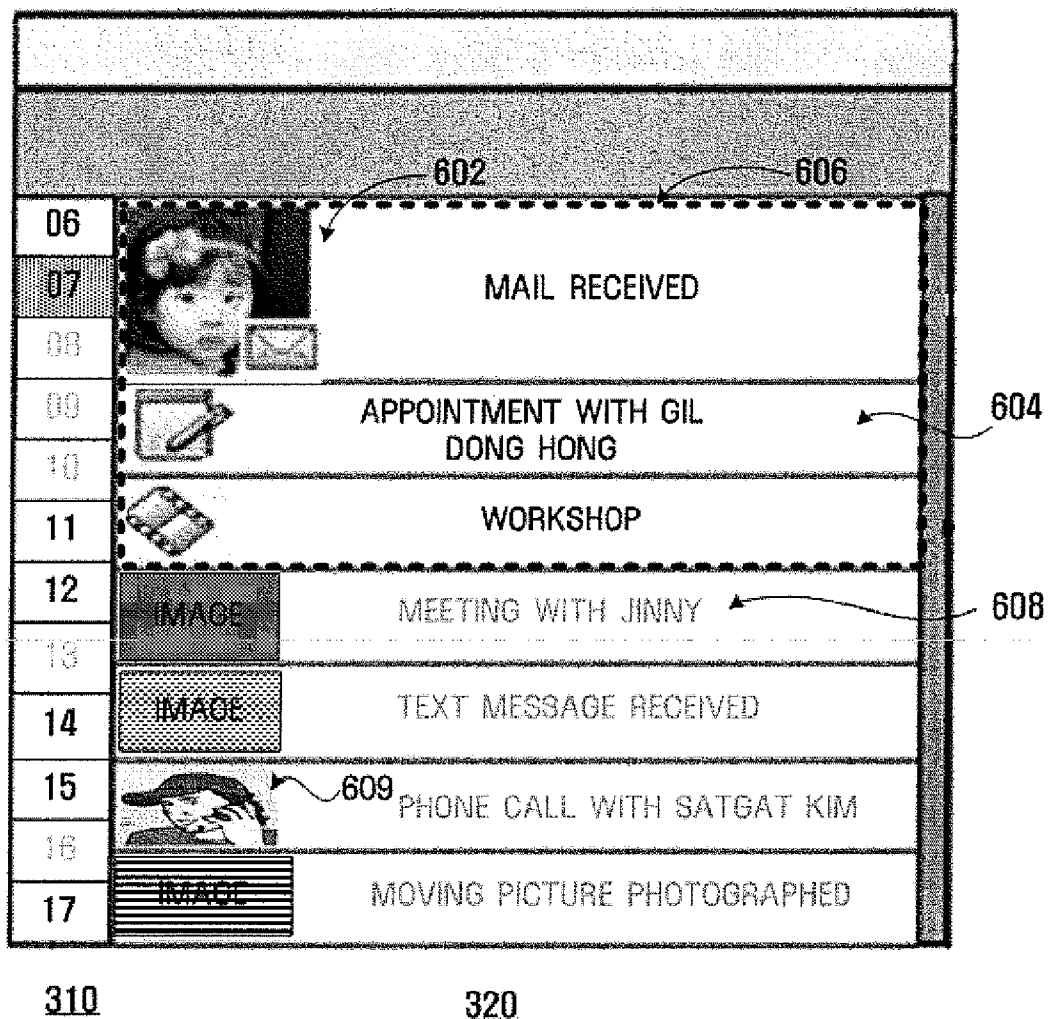 602
606
06
07
08
09
10
11
12
13
14
15
16
17
MAIL RECEIVED
APPOINTMENT WITH GIL
DONG HONG
604
WORKSHOP
IMAGE
MEETING WITH JINNY
608
IMAGE
TEXT MESSAGE RECEIVED
609
PHONE CALL WITH SATGAT KIM
IMAGE
MOVING PICTURE PHOTOGRAPHED
310
320